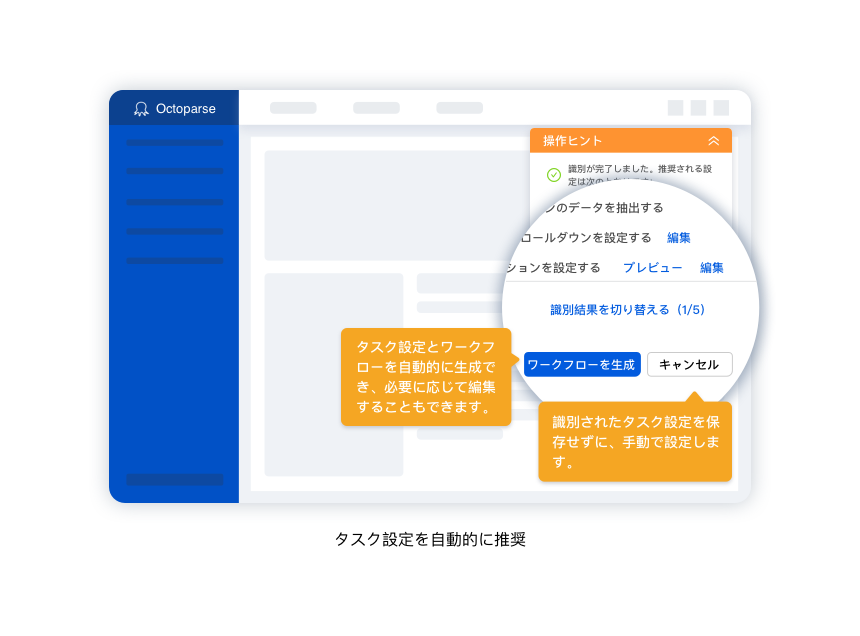 Octoparse
操作ヒント
識別が完了しました。推奨される設
定は次の
のデータを抽出する
ロールダウンを設定する 編集
ションを設定する プレビュー 編集
識別結果を切り替える（1/5）
ワークフローを生成 キャンセル
タスク設定とワークフ
ローを自動的に生成で
き、必要に応じて編集
することもできます。
識別されたタスク設定を保
存せずに、手動で設定しま
す。
タスク設定を自動的に推奨